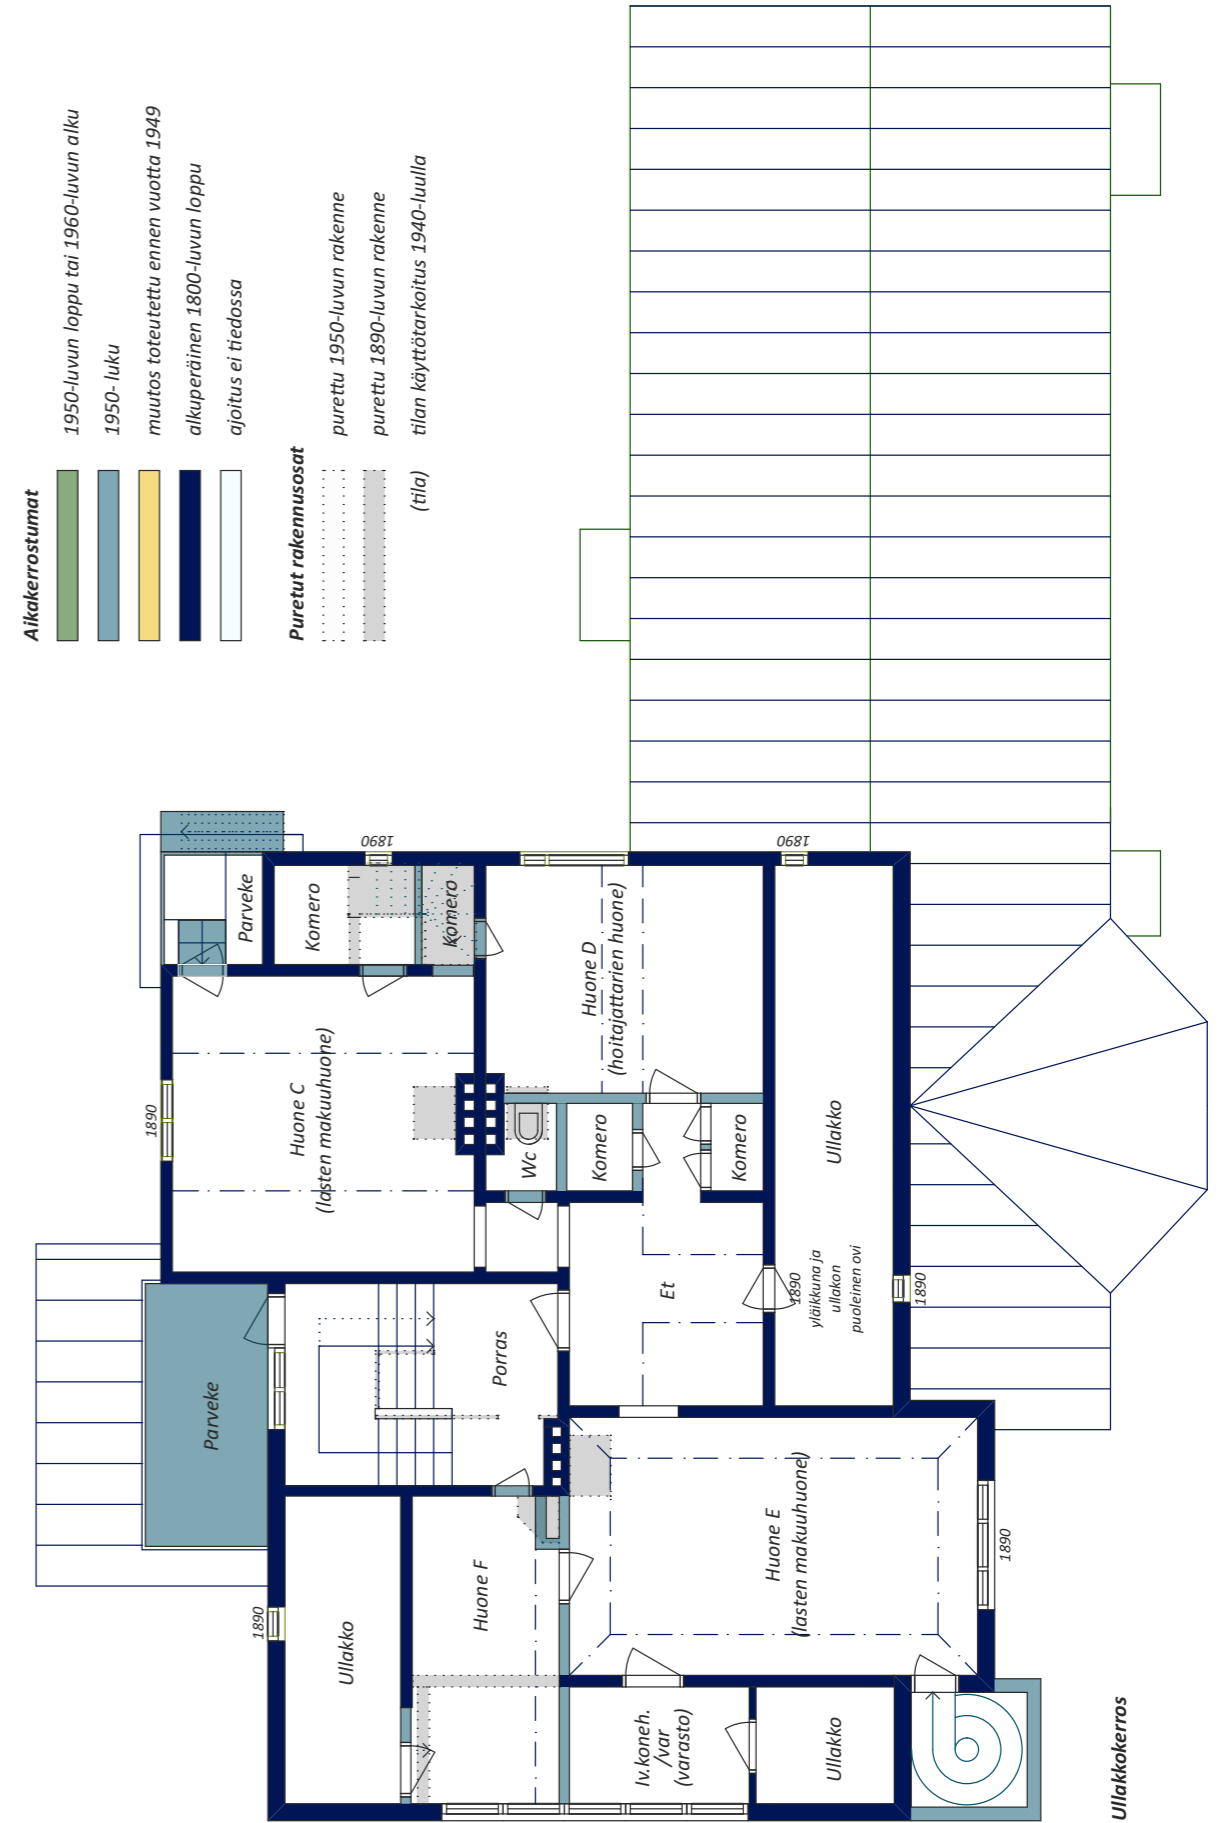 Aikakerrostumat
1950-luvun loppu tai 1960-luvun alku
1950- luku
muutos toteutettu ennen vuotta 1949
alkuperäinen 1800-luvun loppu
ajoitus ei tiedossa
Puretut rakennusosat
purettu 1950-luvun rakenne
purettu 1890-luvun rakenne
(tila) tilan käyttötarkoitus 1940-luulla
Parveke
1890
Ullakko
Huone F
Porras
1890
Huone C
(lasten makuuhuone)
Parveke
Komero
1890
Komero
Wc
Komero
Komero
Huone D
(hoitajattarien huone)
Et
1890
yläikkuna ja
ullakon
puoleinen ovi
Ullakko
1890
1890
Huone E
(lasten makuuhuone)
1890
Iv.koneh.
/var
(varasto)
Ullakko
Ullakkokerros